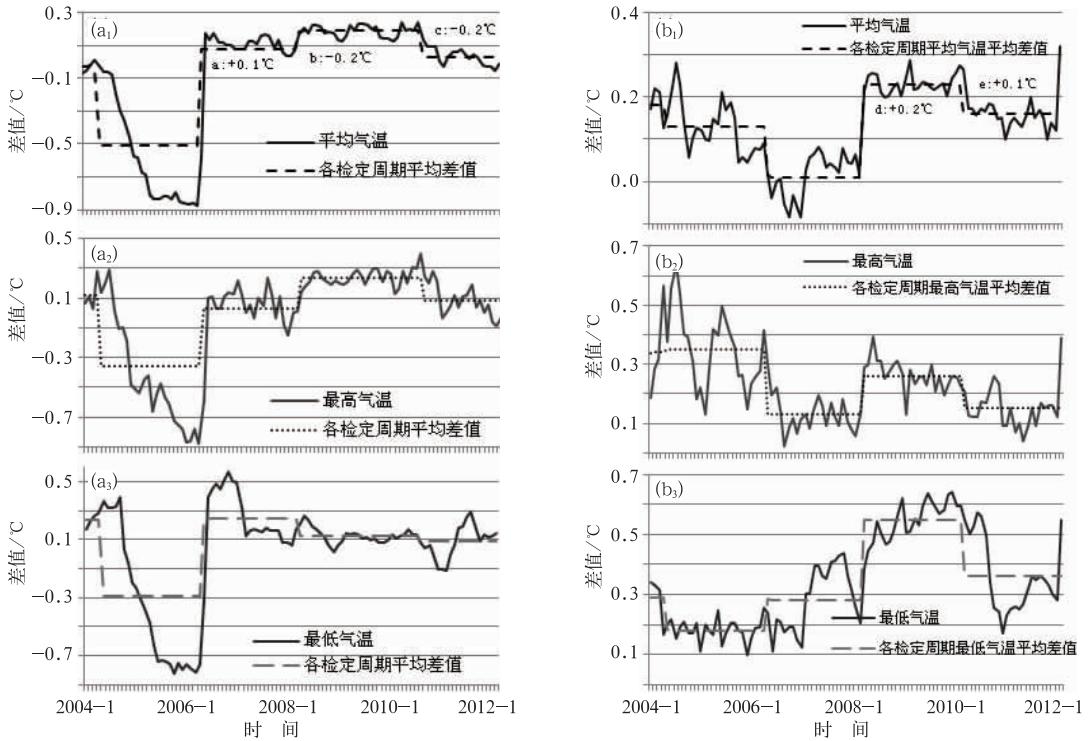 (a₁)
0.3
−0.1
−0.5
−0.9
差值/℃
a:+0.1℃
b:−0.2℃
c:−0.2℃
平均气温
各检定周期平均差值
(a₂)
0.5
0.1
−0.3
−0.7
差值/℃
最高气温
各检定周期平均差值
(a₃)
0.5
0.1
−0.3
−0.7
差值/℃
最低气温
各检定周期平均差值
2004−1 2006−1 2008−1 2010−1 2012−1
时 间
(b₁)
0.4
0.2
0.0
差值/℃
平均气温
各检定周期平均气温平均差值
d:+0.2℃
e:+0.1℃
(b₂)
0.7
0.5
0.3
0.1
差值/℃
最高气温
各检定周期最高气温平均差值
(b₃)
0.7
0.5
0.3
0.1
差值/℃
最低气温
各检定周期最低气温平均差值
2004−1 2006−1 2008−1 2010−1 2012−1
时 间